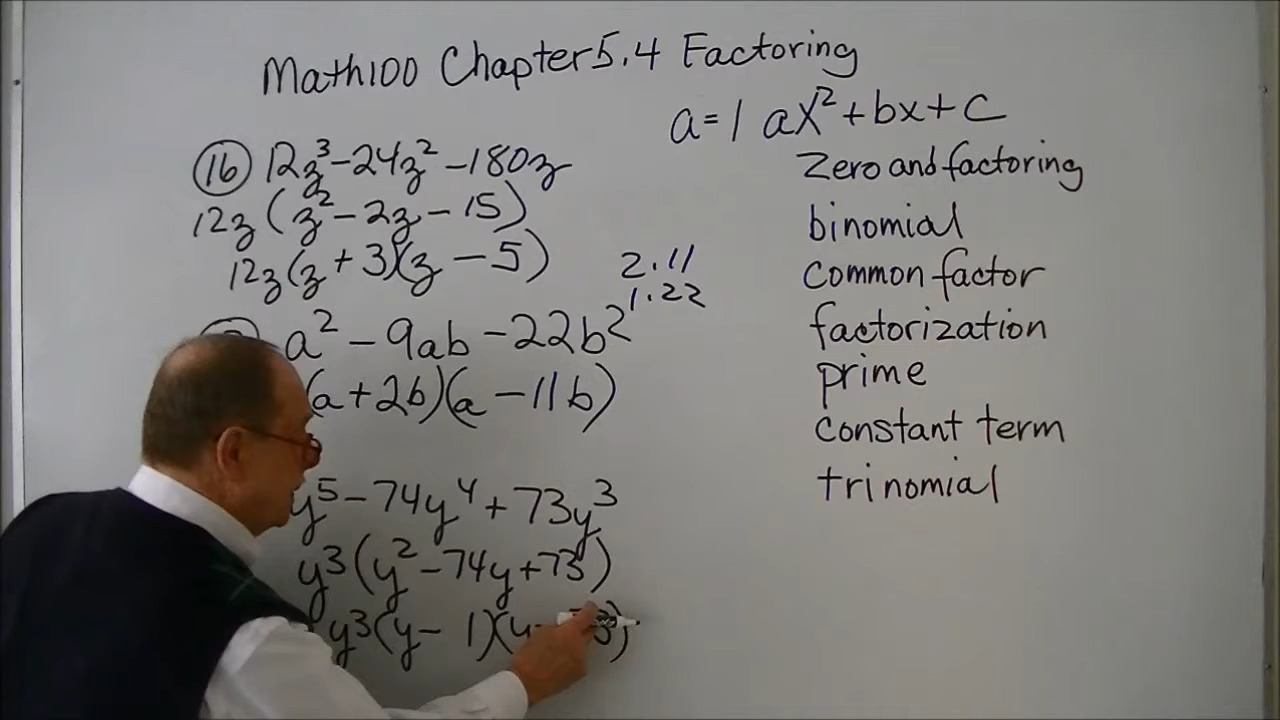 Math100 Chapter 5.4 Factoring
a=1 ax²+bx+c
16 12z³-24z²-180z
12z(z²-2z-15)
12z(z+3)(z-5)
2.11
1.22
a²-9ab-22b²
(a+2b)(a-11b)
y⁵-74y⁴+73y³
y³(y²-74y+73)
y³(y-1)(y
Zero and factoring
binomial
Common factor
factorization
prime
constant term
trinomial